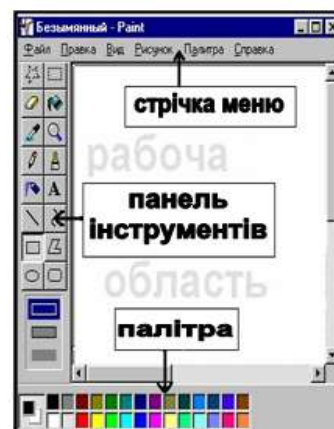 Безымянный - Paint
Файл Правка Вид Рисунок Палитра Справка
стрічка меню
рабоча
A
панель
інструментів
область
палітра